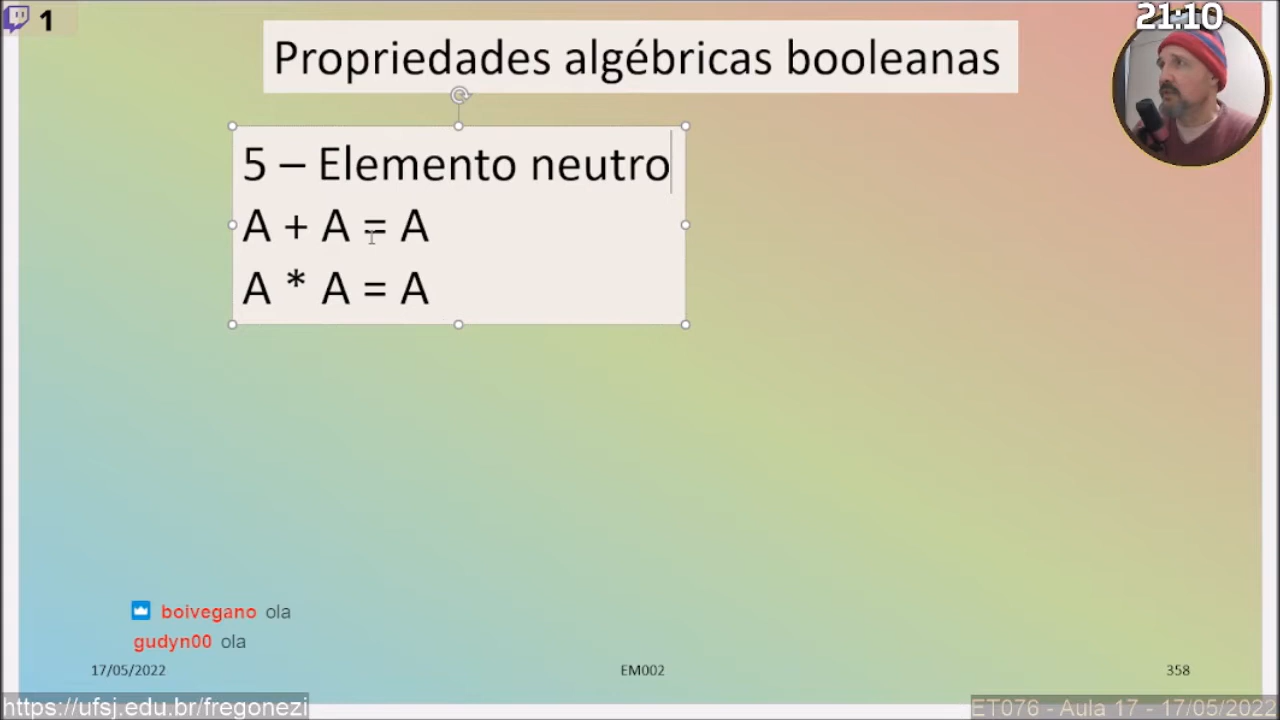 1
21:10
Propriedades algébricas booleanas
5 – Elemento neutro
A + A = A
A * A = A
boivegano ola
gudyn00 ola
17/05/2022 EM002 358
https://ufsj.edu.br/fregonezi ET076 - Aula 17 - 17/05/2022